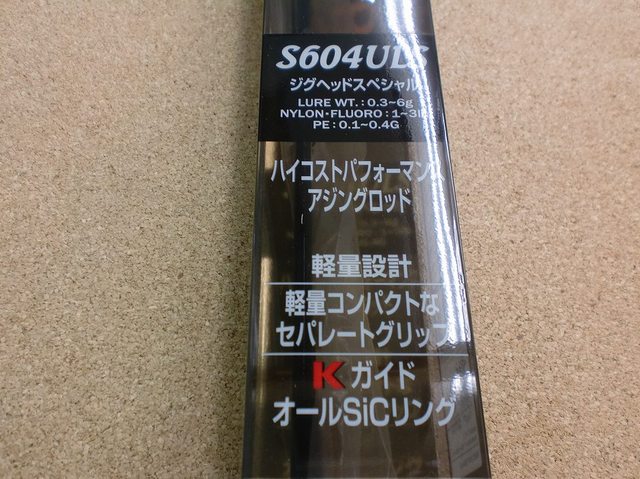 S604ULS
ジグヘッドスペシャル
LURE WT.:0.3~6g
NYLON・FLUORO:1~3lb
PE:0.1~0.4G
ハイコストパフォーマンス
アジングロッド
軽量設計
軽量コンパクトな
セパレートグリップ
K ガイド
オールSiCリング